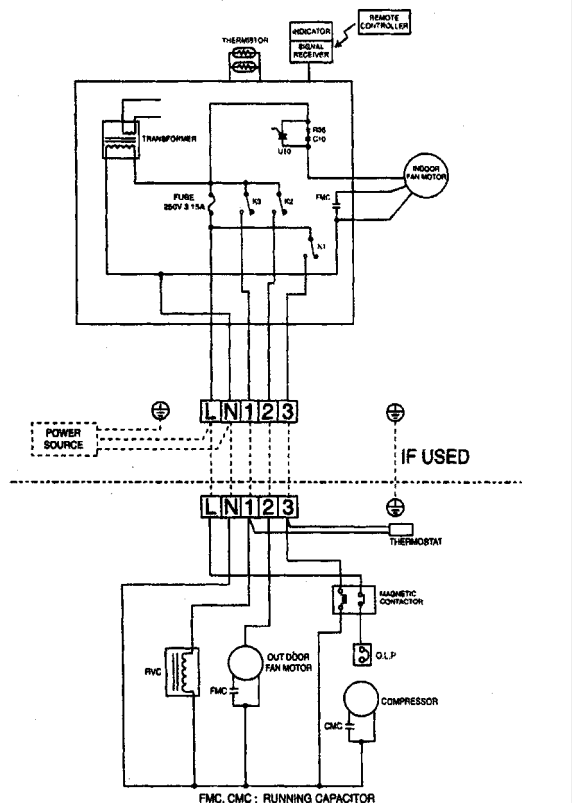 REMOTE
CONTROLLER
INDICATOR
SIGNAL
RECEIVER
THERMISTOR
TRANSFORMER
R35
C10
U10
INDOOR
FAN MOTOR
FUSE
250V 3.15A
K3
K2
FMC
K1
L N 1 2 3
POWER
SOURCE
IF USED
L N 1 2 3
THERMOSTAT
MAGNETIC
CONTACTOR
O.L.P
RVC
OUT DOOR
FAN MOTOR
FMC
COMPRESSOR
CMC
FMC, CMC : RUNNING CAPACITOR